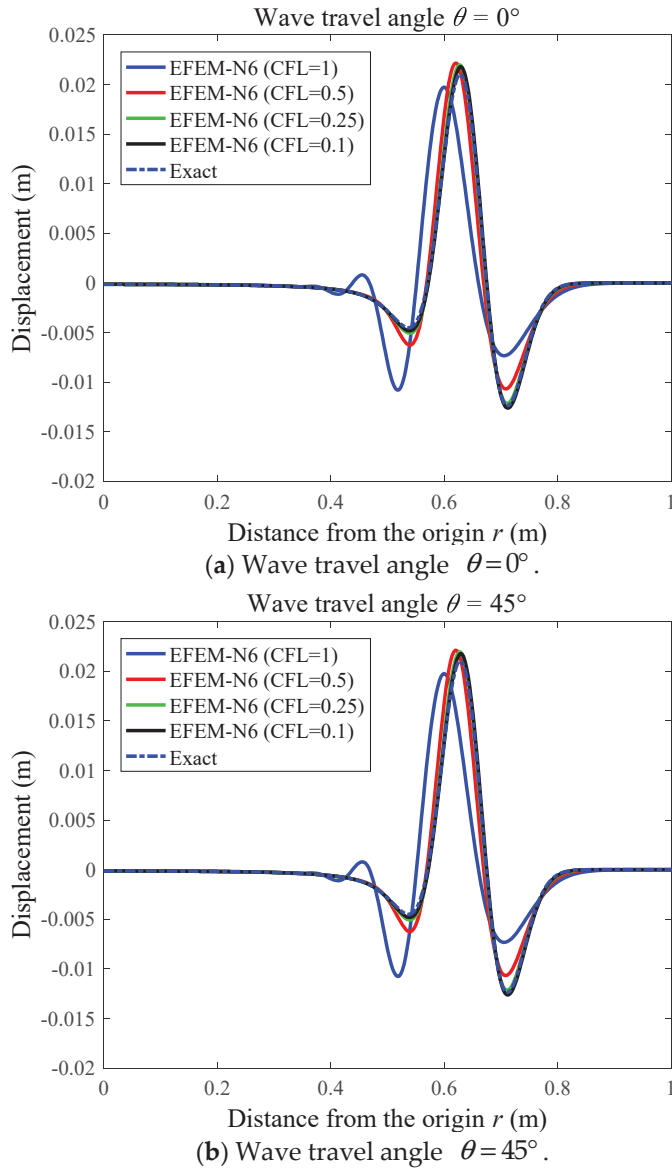 Wave travel angle θ = 0°
0.025
0.02
0.015
0.01
0.005
0
-0.005
-0.01
-0.015
-0.02
Displacement (m)
EFEM-N6 (CFL=1)
EFEM-N6 (CFL=0.5)
EFEM-N6 (CFL=0.25)
EFEM-N6 (CFL=0.1)
Exact
0 0.2 0.4 0.6 0.8 1
Distance from the origin r (m)
(a) Wave travel angle θ=0°.
Wave travel angle θ = 45°
0.025
0.02
0.015
0.01
0.005
0
-0.005
-0.01
-0.015
-0.02
Displacement (m)
EFEM-N6 (CFL=1)
EFEM-N6 (CFL=0.5)
EFEM-N6 (CFL=0.25)
EFEM-N6 (CFL=0.1)
Exact
0 0.2 0.4 0.6 0.8 1
Distance from the origin r (m)
(b) Wave travel angle θ=45°.